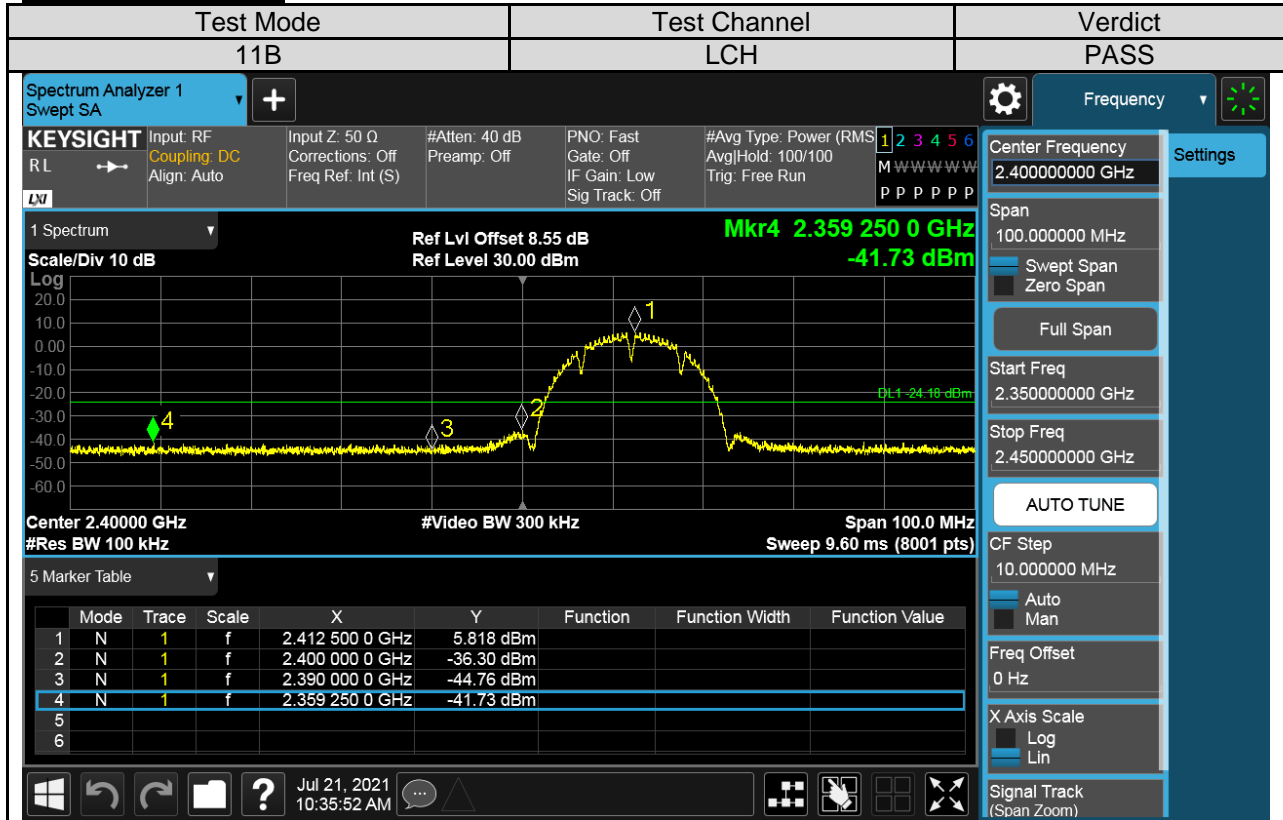 Test Mode Test Channel Verdict
11B LCH PASS
Spectrum Analyzer 1
Swept SA
+
Frequency
KEYSIGHT Input: RF Input Z: 50 Ω #Atten: 40 dB PNO: Fast #Avg Type: Power (RMS 1 2 3 4 5 6
R L Coupling: DC Corrections: Off Preamp: Off Gate: Off Avg|Hold: 100/100 M W W W W W
Align: Auto Freq Ref: Int (S) IF Gain: Low Trig: Free Run
LXI Sig Track: Off P P P P P P
1 Spectrum
Ref Lvl Offset 8.55 dB Mkr4 2.359 250 0 GHz
Scale/Div 10 dB Ref Level 30.00 dBm -41.73 dBm
Log
20.0
10.0
0.00
-10.0
-20.0
-30.0
-40.0
-50.0
-60.0
1
DL1 -24.18 dBm
2
4
3
Center 2.40000 GHz #Video BW 300 kHz Span 100.0 MHz
#Res BW 100 kHz Sweep 9.60 ms (8001 pts)
5 Marker Table
Mode Trace Scale X Y Function Function Width Function Value
1 N 1 f 2.412 500 0 GHz 5.818 dBm
2 N 1 f 2.400 000 0 GHz -36.30 dBm
3 N 1 f 2.390 000 0 GHz -44.76 dBm
4 N 1 f 2.359 250 0 GHz -41.73 dBm
5
6
?
Jul 21, 2021
10:35:52 AM
Center Frequency
2.400000000 GHz
Settings
Span
100.000000 MHz
Swept Span
Zero Span
Full Span
Start Freq
2.350000000 GHz
Stop Freq
2.450000000 GHz
AUTO TUNE
CF Step
10.000000 MHz
Auto
Man
Freq Offset
0 Hz
X Axis Scale
Log
Lin
Signal Track
(Span Zoom)